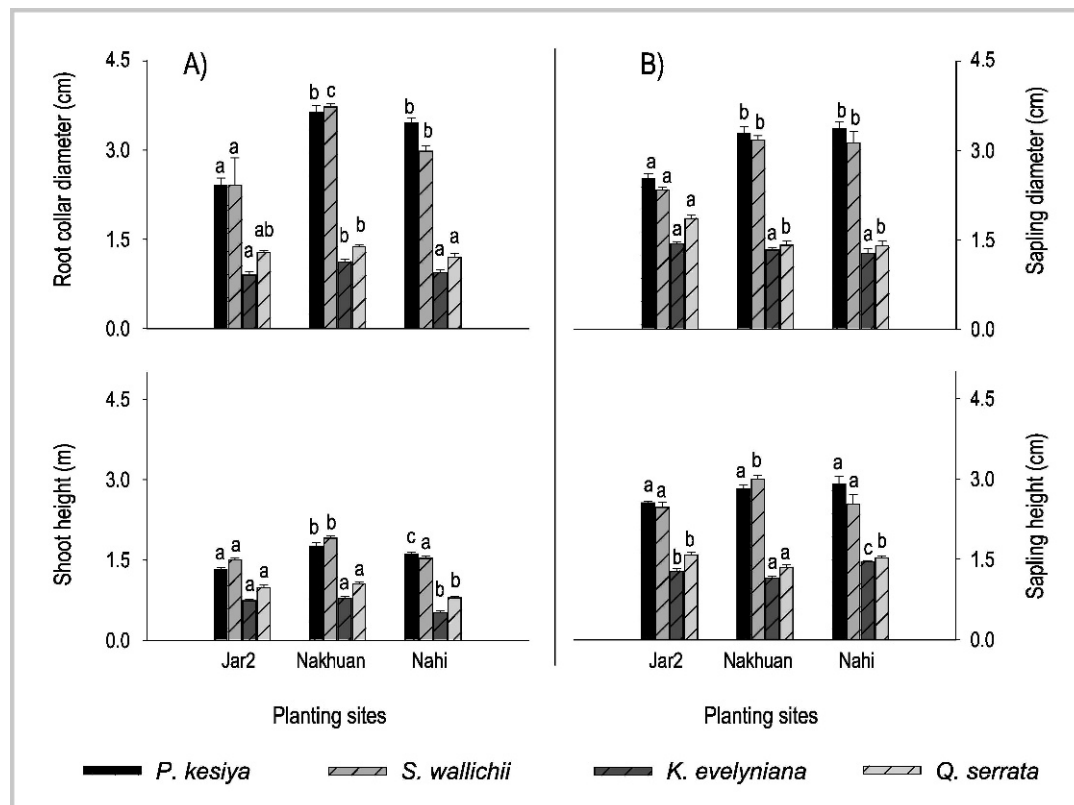 A)
B)
Root collar diameter (cm)
4.5
3.0
1.5
0.0
a a a ab
b c b b
b b a a
a a a a
b b a b
b b a b
4.5
3.0
1.5
0.0
Sapling diameter (cm)
Shoot height (m)
4.5
3.0
1.5
0.0
a a a a
b b a a
c a b b
a a b b
a b a a
a a c b
4.5
3.0
1.5
0.0
Sapling height (cm)
Jar2 Nakhuan Nahi
Jar2 Nakhuan Nahi
Planting sites
Planting sites
P. kesiya S. wallichii K. evelyniana Q. serrata